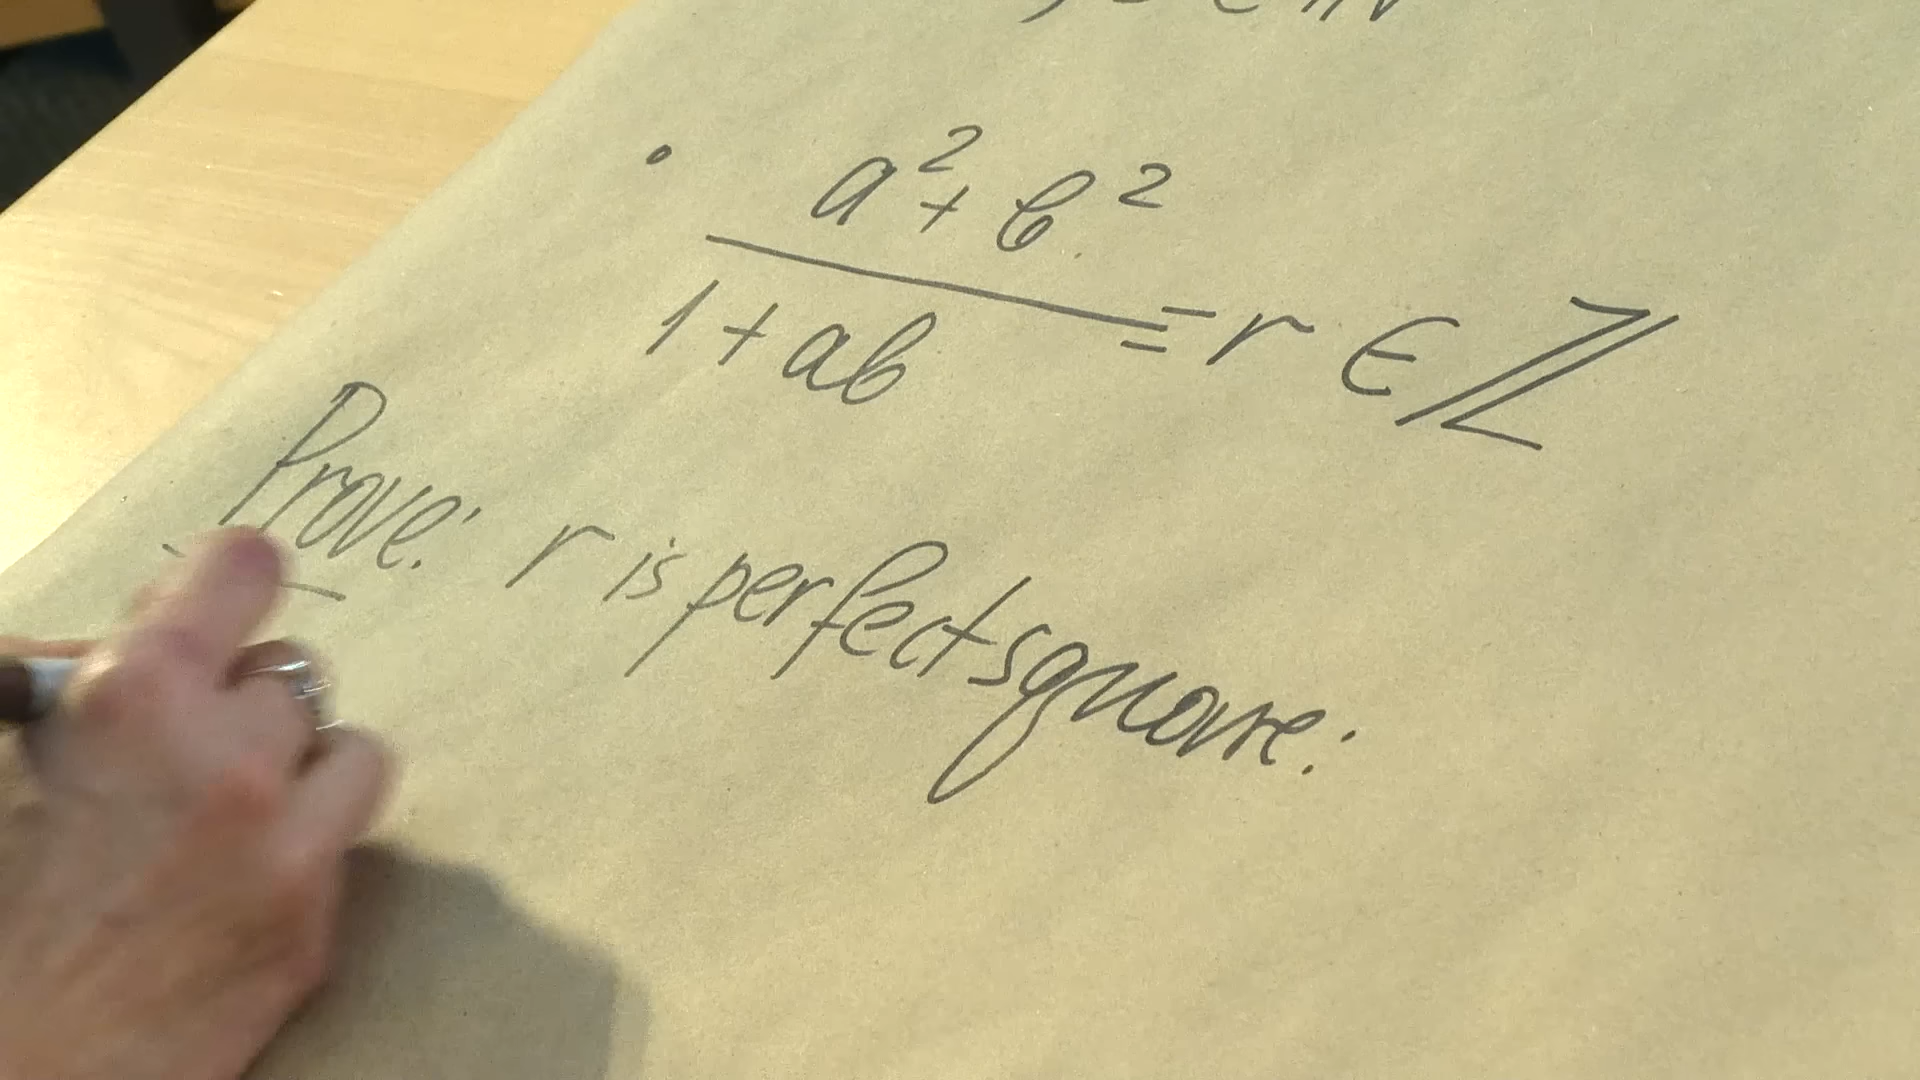 • a² + b²
1 + ab
= r ∈ ℤ
Prove: r is perfect square: